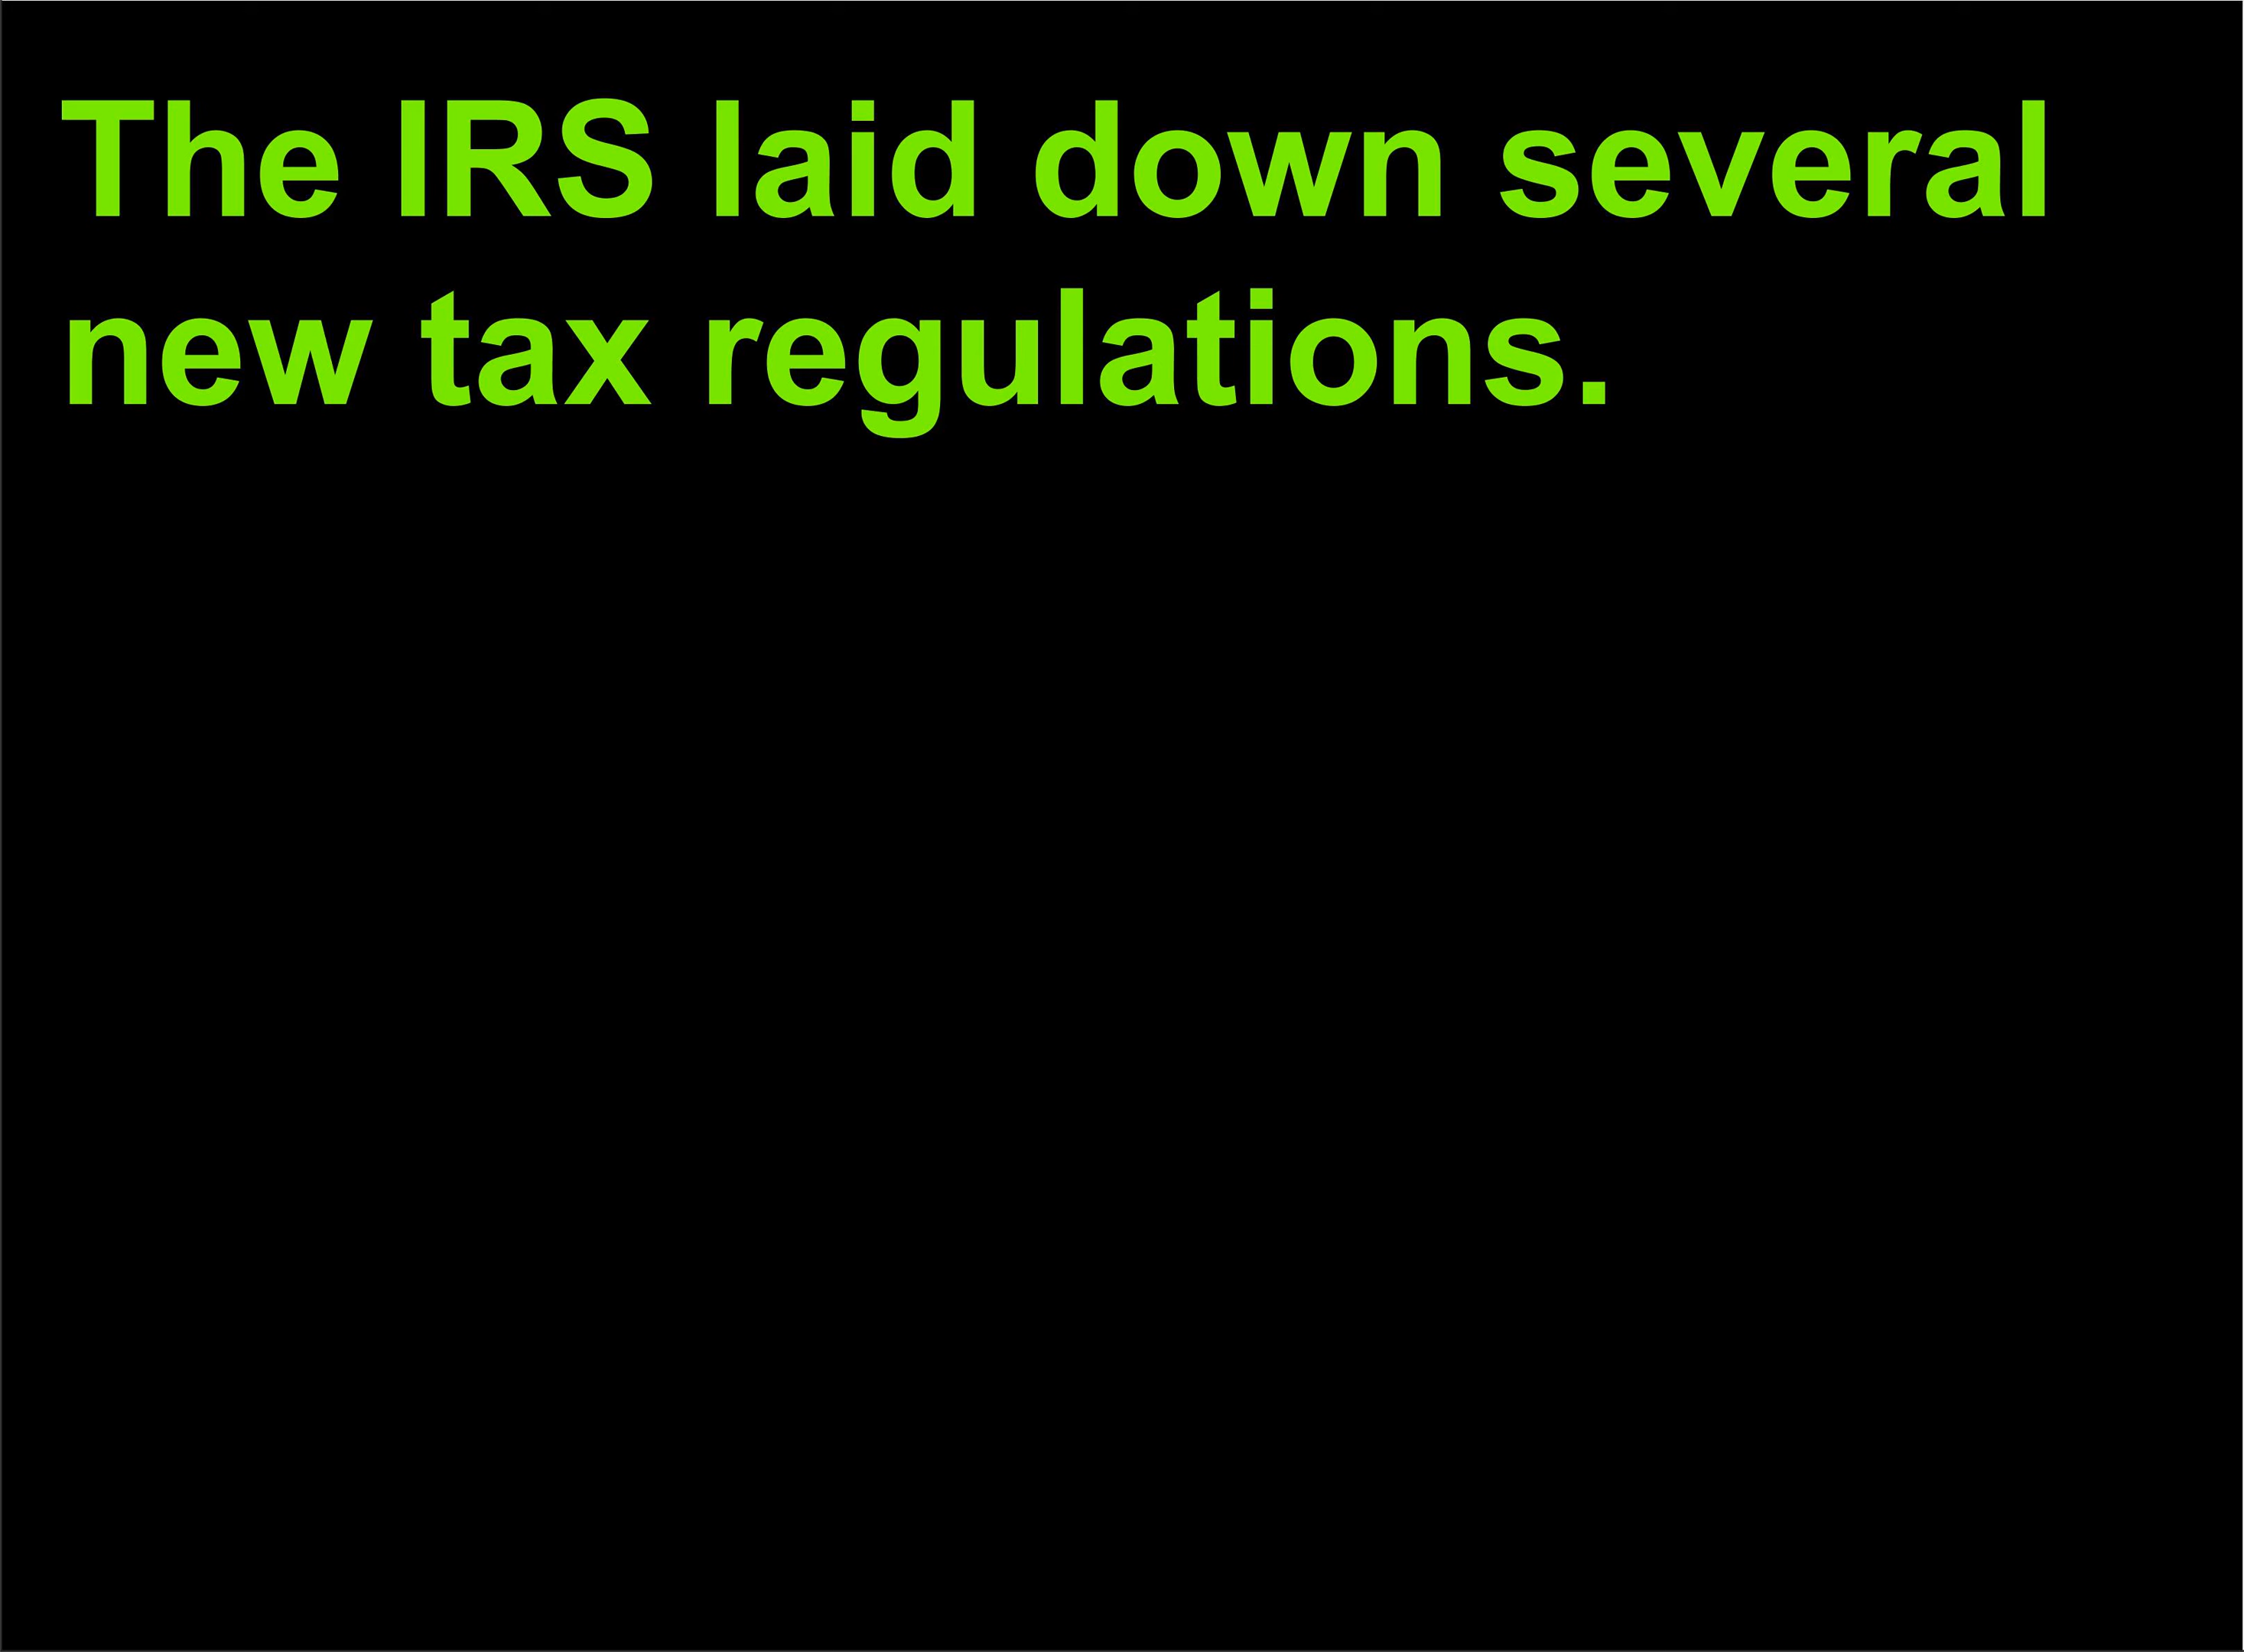 The IRS laid down several
new tax regulations.